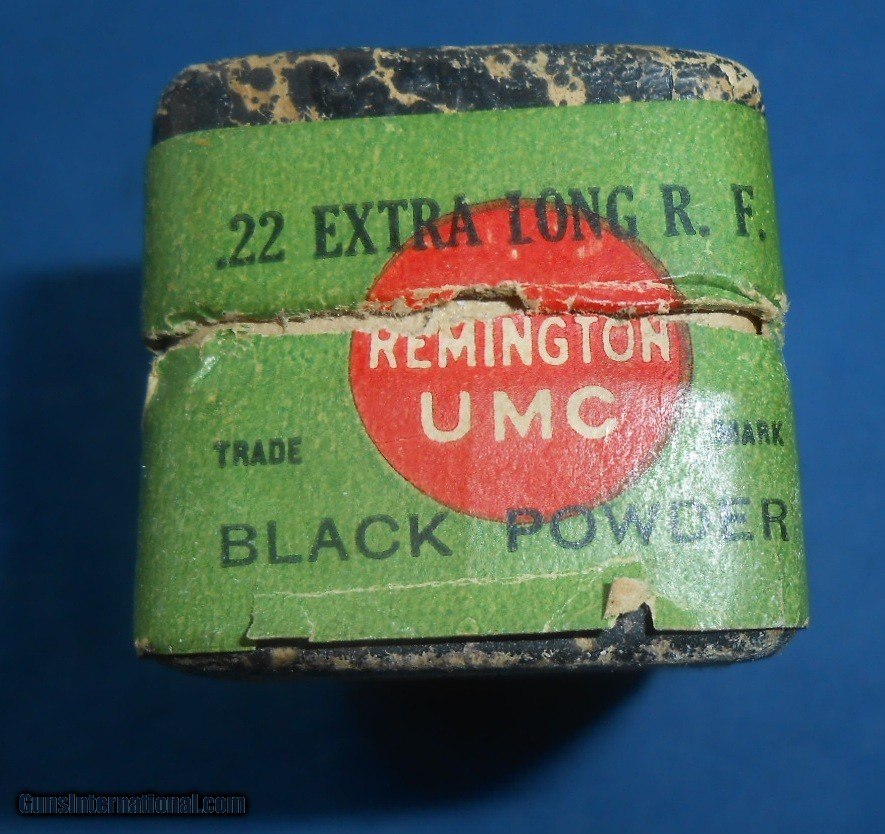 .22 EXTRA LONG R. F.
REMINGTON
UMC
TRADE MARK
BLACK POWDER
GunsInternational.com